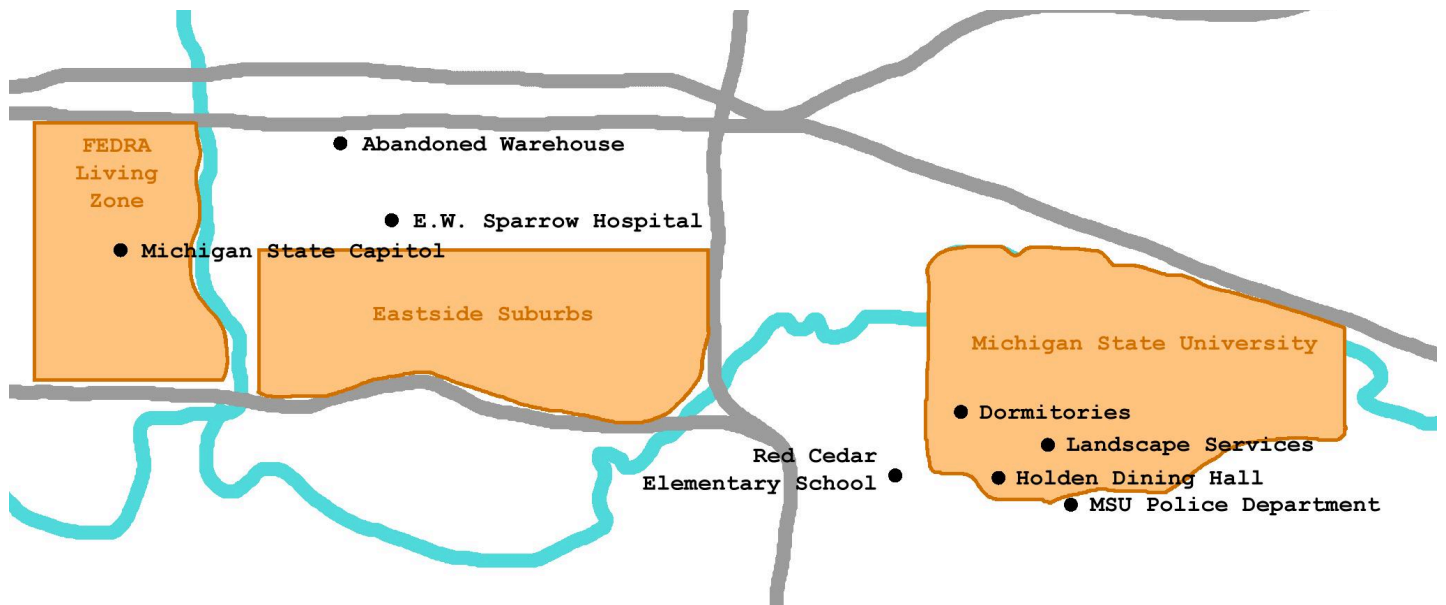 FEDRA
Living
Zone
Abandoned Warehouse
E.W. Sparrow Hospital
Michigan State Capitol
Eastside Suburbs
Michigan State University
Dormitories
Landscape Services
Red Cedar
Elementary School
Holden Dining Hall
MSU Police Department